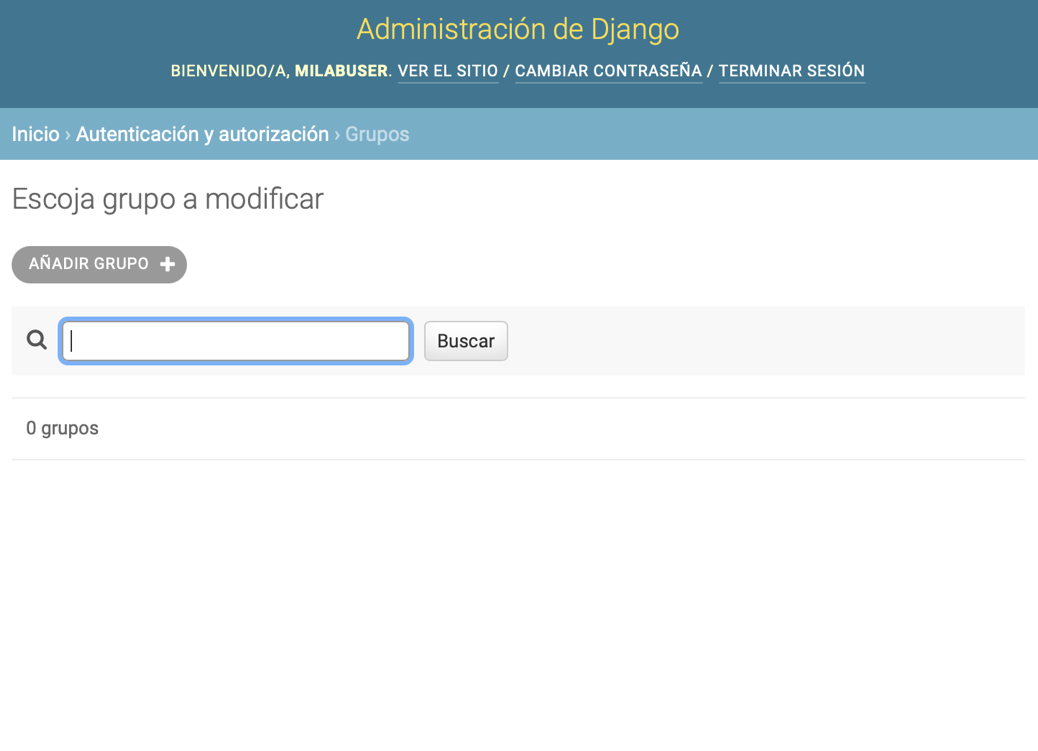 Administración de Django
BIENVENIDO/A, MILABUSER. VER EL SITIO / CAMBIAR CONTRASEÑA / TERMINAR SESIÓN
Inicio › Autenticación y autorización › Grupos
Escoja grupo a modificar
AÑADIR GRUPO
Buscar
0 grupos